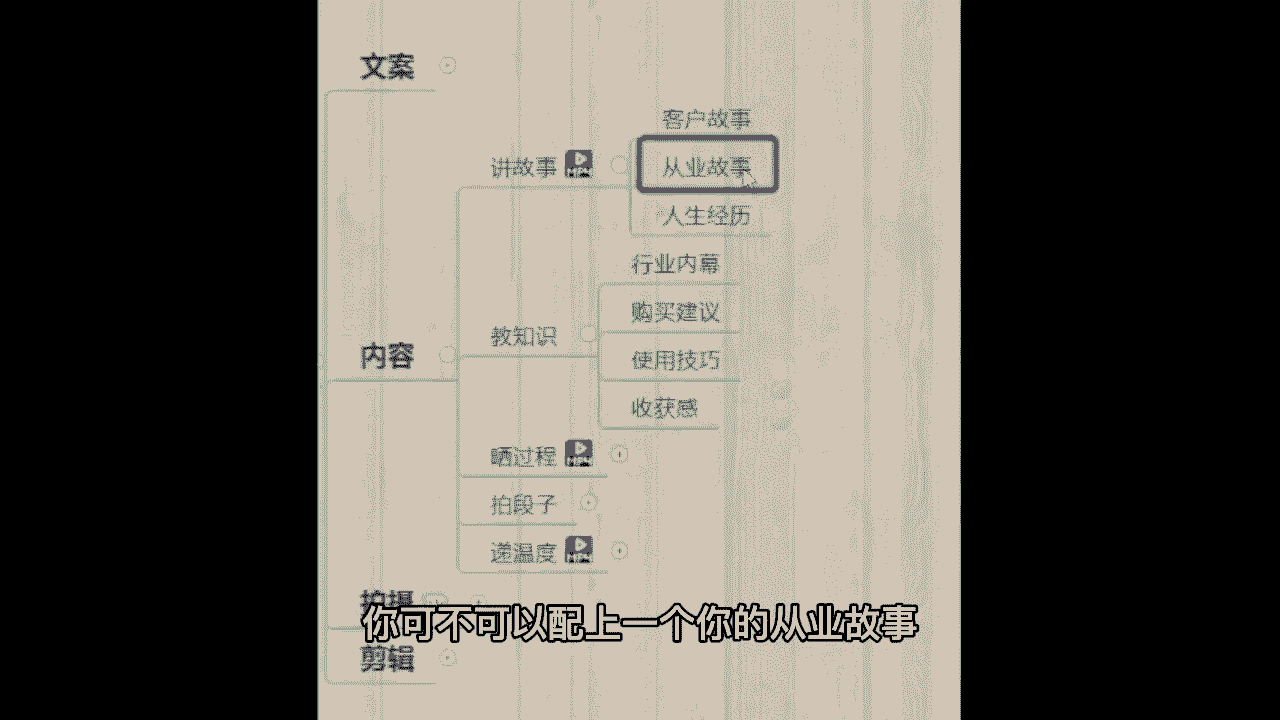 文案
客户故事
讲故事
从业故事
人生经历
行业内幕
购买建议
教知识
内容
使用技巧
收获感
晒过程
拍段子
递温度
拍摄
你可不可以配上一个你的从业故事
剪辑